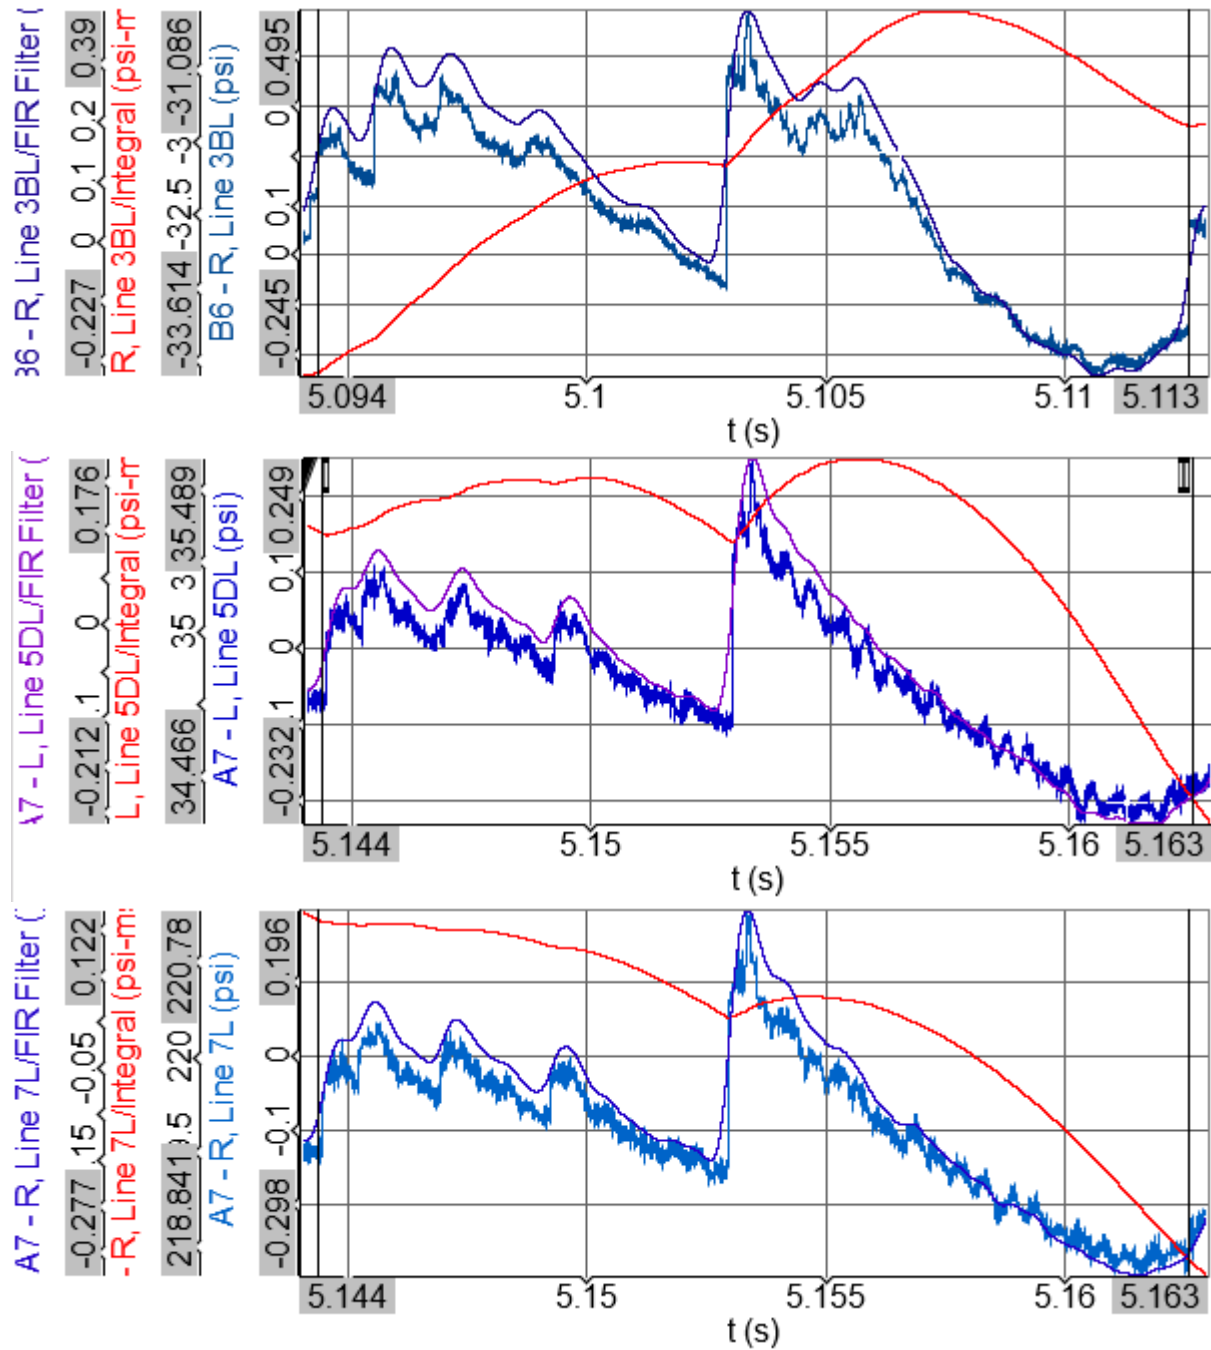 36 - R, Line 3BL/FIR Filter (
-0.227 0 0.1 0.2 0.39
R, Line 3BL/Integral (psi-m
-33.614 -32.5 -3 -31.086
B6 - R, Line 3BL (psi)
-0.245 0 0.1 0.495
5.094 5.1 5.105 5.11 5.113
t (s)
A7 - L, Line 5DL/FIR Filter (
-0.212 .1 0 0.176
L, Line 5DL/Integral (psi-m
34.466 35 3 35.489
A7 - L, Line 5DL (psi)
-0.232 .1 0 0.1 0.249
5.144 5.15 5.155 5.16 5.163
t (s)
A7 - R, Line 7L/FIR Filter (
-0.277 .15 -0.05 0.122
- R, Line 7L/Integral (psi-m
218.841 9.5 220 220.78
A7 - R, Line 7L (psi)
-0.298 -0.1 0 0.196
5.144 5.15 5.155 5.16 5.163
t (s)